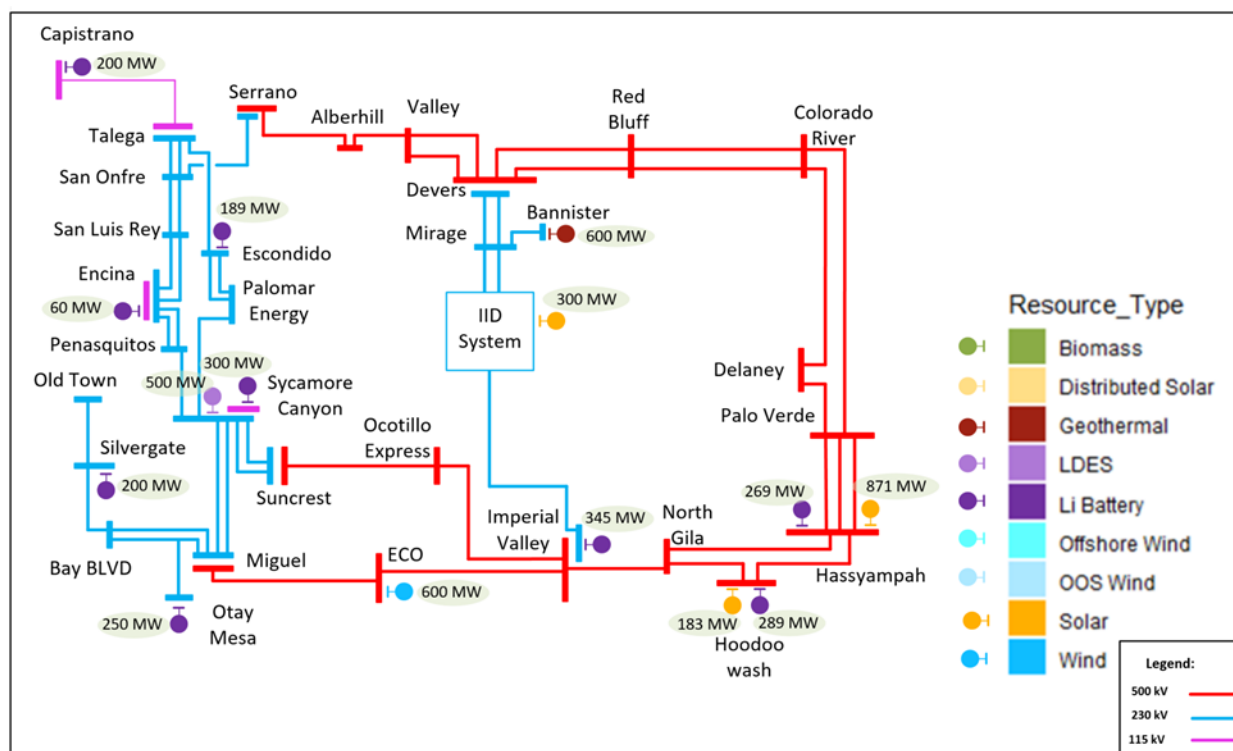 Capistrano
200 MW
Serrano
Alberhill
Valley
Red
Bluff
Colorado
River
Talega
San Onfre
Devers
189 MW
Bannister
San Luis Rey
Mirage
600 MW
Escondido
Encina
Palomar
Energy
60 MW
IID
System
300 MW
Penasquitos
300 MW
Old Town
500 MW
Sycamore
Canyon
Delaney
Palo Verde
Ocotillo
Express
Silvergate
200 MW
Suncrest
269 MW
871 MW
Imperial
Valley
345 MW
North
Gila
Bay BLVD
Miguel
ECO
Hassyampah
600 MW
250 MW
Otay
Mesa
183 MW
289 MW
Hoodoo
wash
Resource_Type
Biomass
Distributed Solar
Geothermal
LDES
Li Battery
Offshore Wind
OOS Wind
Solar
Wind
Legend:
500 kV
230 kV
115 kV